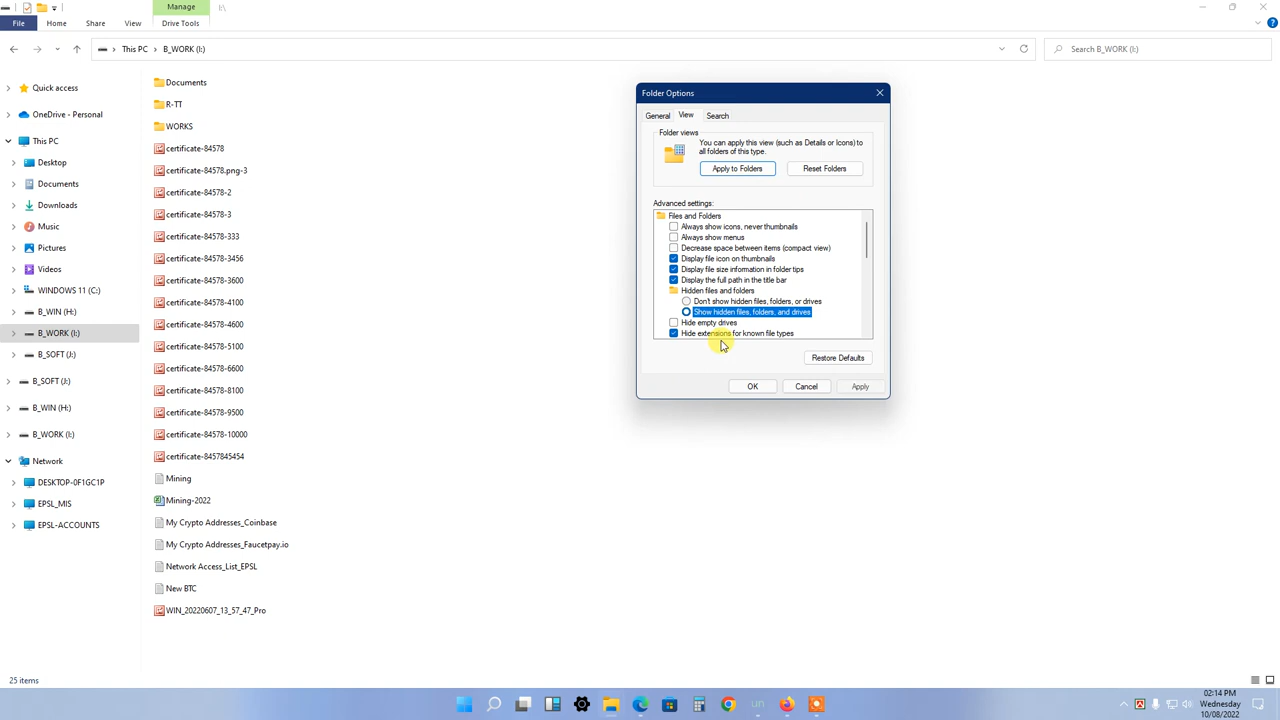 Manage
I:\
File
Home
Share
View
Drive Tools
This PC
B_WORK (I:)
Search B_WORK (I:)
Quick access
OneDrive - Personal
This PC
Desktop
Documents
Downloads
Music
Pictures
Videos
WINDOWS 11 (C:)
B_WIN (H:)
B_WORK (I:)
B_SOFT (J:)
B_SOFT (J:)
B_WIN (H:)
B_WORK (I:)
Network
DESKTOP-0F1GC1P
EPSL_MIS
EPSL-ACCOUNTS
Documents
R-TT
WORKS
certificate-84578
certificate-84578.png-3
certificate-84578-2
certificate-84578-3
certificate-84578-333
certificate-84578-3456
certificate-84578-3600
certificate-84578-4100
certificate-84578-4600
certificate-84578-5100
certificate-84578-6600
certificate-84578-8100
certificate-84578-9500
certificate-84578-10000
certificate-8457845454
Mining
Mining-2022
My Crypto Addresses_Coinbase
My Crypto Addresses_Faucetpay.io
Network Access_List_EPSL
New BTC
WIN_20220607_13_57_47_Pro
Folder Options
General
View
Search
Folder views
You can apply this view (such as Details or Icons) to
all folders of this type.
Apply to Folders
Reset Folders
Advanced settings:
Files and Folders
Always show icons, never thumbnails
Always show menus
Decrease space between items (compact view)
Display file icon on thumbnails
Display file size information in folder tips
Display the full path in the title bar
Hidden files and folders
Don't show hidden files, folders, or drives
Show hidden files, folders, and drives
Hide empty drives
Hide extensions for known file types
Restore Defaults
OK
Cancel
Apply
25 items
un
02:14 PM
Wednesday
10/08/2022